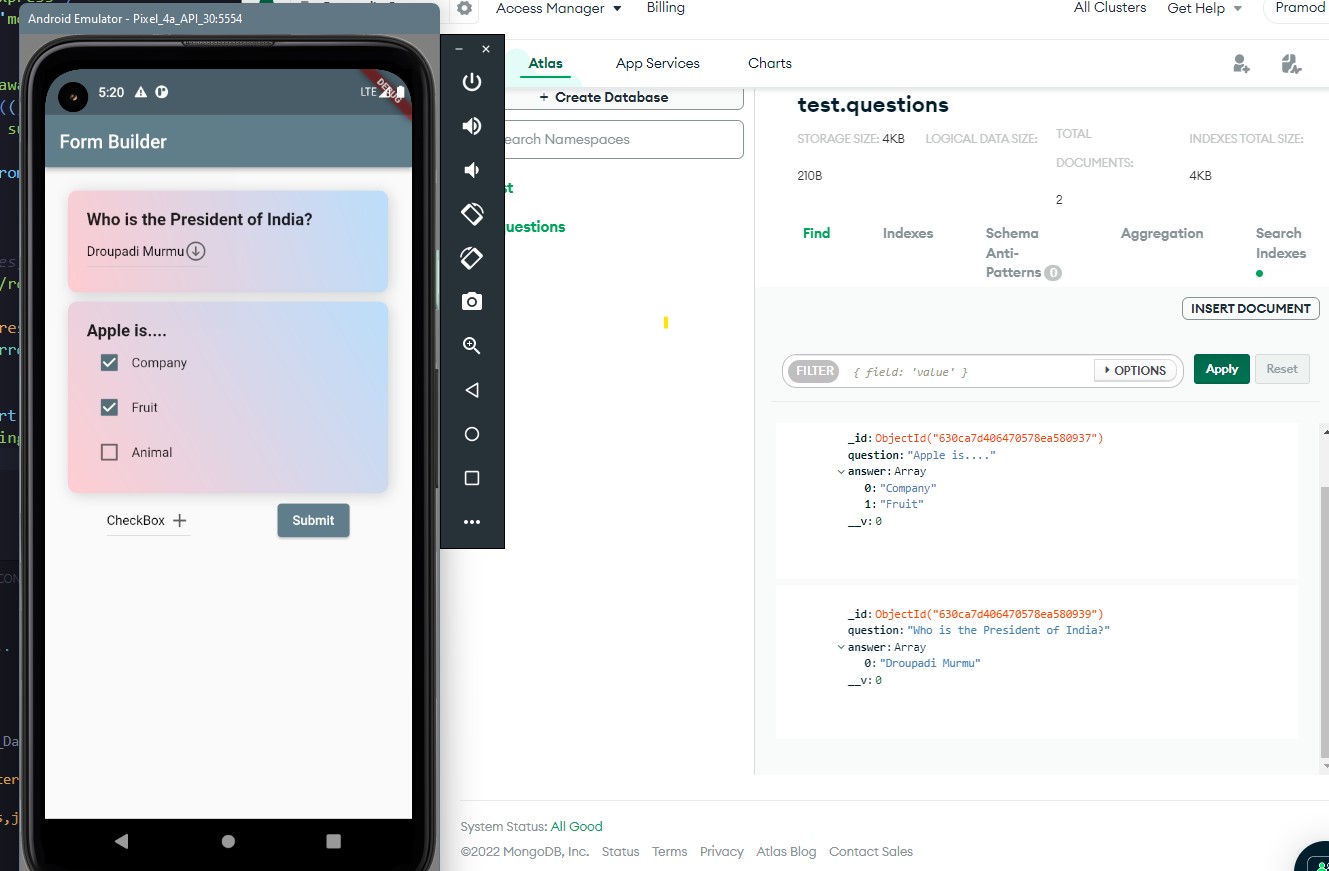 Android Emulator - Pixel_4a_API_30:5554
5:20
LTE
DEBUG
Form Builder
Who is the President of India?
Droupadi Murmu
Apple is....
Company
Fruit
Animal
CheckBox
Submit
Access Manager
Billing
All Clusters
Get Help
Pramod
Atlas
App Services
Charts
+ Create Database
earch Namespaces
st
uestions
test.questions
STORAGE SIZE: 4KB
LOGICAL DATA SIZE:
210B
TOTAL
DOCUMENTS:
2
INDEXES TOTAL SIZE:
4KB
Find
Indexes
Schema
Anti-
Patterns 0
Aggregation
Search
Indexes
INSERT DOCUMENT
FILTER
{ field: 'value' }
OPTIONS
Apply
Reset
_id: ObjectId("630ca7d406470578ea580937")
question: "Apple is...."
answer: Array
0: "Company"
1: "Fruit"
__v: 0
_id: ObjectId("630ca7d406470578ea580939")
question: "Who is the President of India?"
answer: Array
0: "Droupadi Murmu"
__v: 0
System Status: All Good
©2022 MongoDB, Inc.
Status
Terms
Privacy
Atlas Blog
Contact Sales